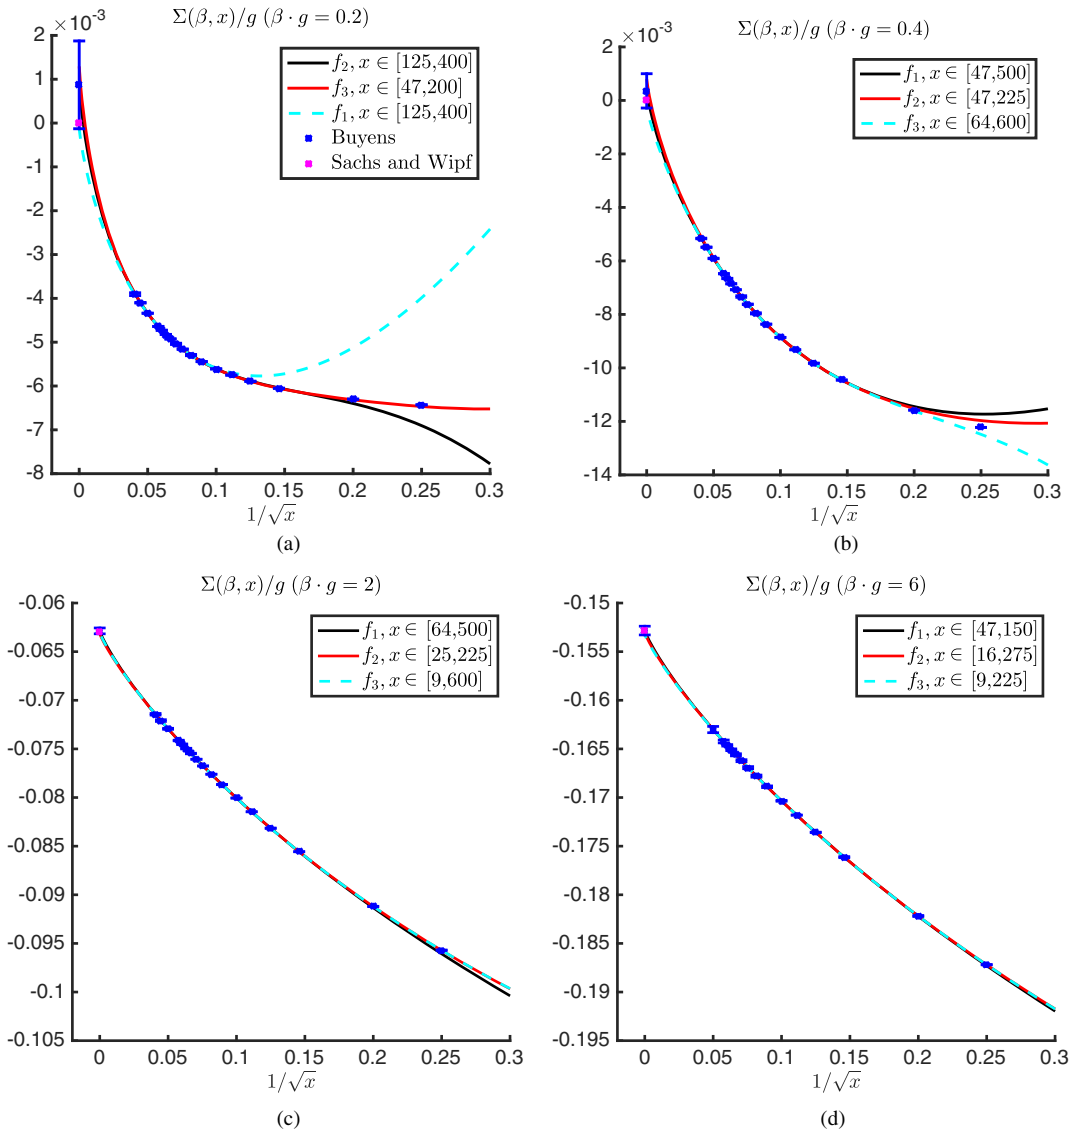 Σ(β, x)/g (β · g = 0.2)
×10⁻³
2
1
0
-1
-2
-3
-4
-5
-6
-7
-8
0 0.05 0.1 0.15 0.2 0.25 0.3
1/√x
f₂, x ∈ [125,400]
f₃, x ∈ [47,200]
f₁, x ∈ [125,400]
Buyens
Sachs and Wipf
(a)
Σ(β, x)/g (β · g = 0.4)
×10⁻³
2
0
-2
-4
-6
-8
-10
-12
-14
0 0.05 0.1 0.15 0.2 0.25 0.3
1/√x
f₁, x ∈ [47,500]
f₂, x ∈ [47,225]
f₃, x ∈ [64,600]
(b)
Σ(β, x)/g (β · g = 2)
-0.06
-0.065
-0.07
-0.075
-0.08
-0.085
-0.09
-0.095
-0.1
-0.105
0 0.05 0.1 0.15 0.2 0.25 0.3
1/√x
f₁, x ∈ [64,500]
f₂, x ∈ [25,225]
f₃, x ∈ [9,600]
(c)
Σ(β, x)/g (β · g = 6)
-0.15
-0.155
-0.16
-0.165
-0.17
-0.175
-0.18
-0.185
-0.19
-0.195
0 0.05 0.1 0.15 0.2 0.25 0.3
1/√x
f₁, x ∈ [47,150]
f₂, x ∈ [16,275]
f₃, x ∈ [9,225]
(d)